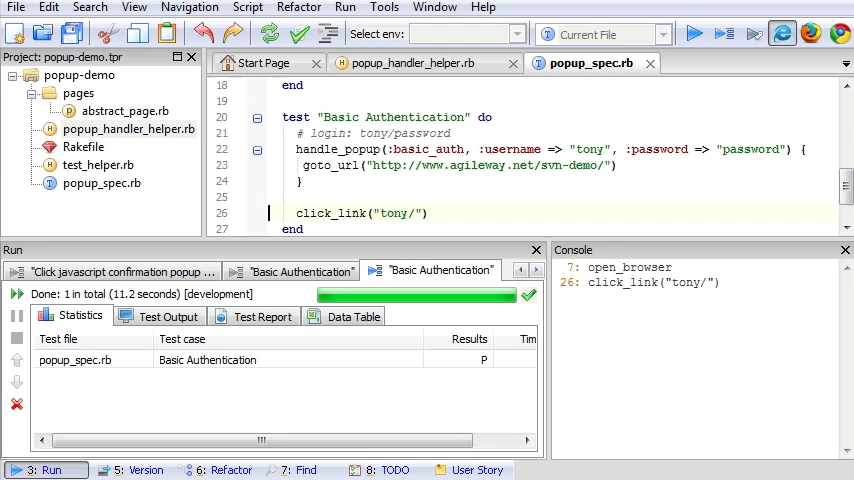 File Edit Search View Navigation Script Refactor Run Tools Window Help
Select env: Current File
Project: popup-demo.tpr
popup-demo
pages
abstract_page.rb
popup_handler_helper.rb
Rakefile
test_helper.rb
popup_spec.rb
Start Page popup_handler_helper.rb popup_spec.rb
18 end
19
20 test "Basic Authentication" do
21 # login: tony/password
22 handle_popup(:basic_auth, :username => "tony", :password => "password") {
23 goto_url("http://www.agileway.net/svn-demo/")
24 }
25
26 click_link("tony/")
27 end
Run
"Click javascript confirmation popup ... "Basic Authentication" "Basic Authentication"
Done: 1 in total (11.2 seconds) [development]
Statistics Test Output Test Report Data Table
Test file Test case Results Tim
popup_spec.rb Basic Authentication P
Console
7: open_browser
26: click_link("tony/")
3: Run 5: Version 6: Refactor 7: Find 8: TODO User Story